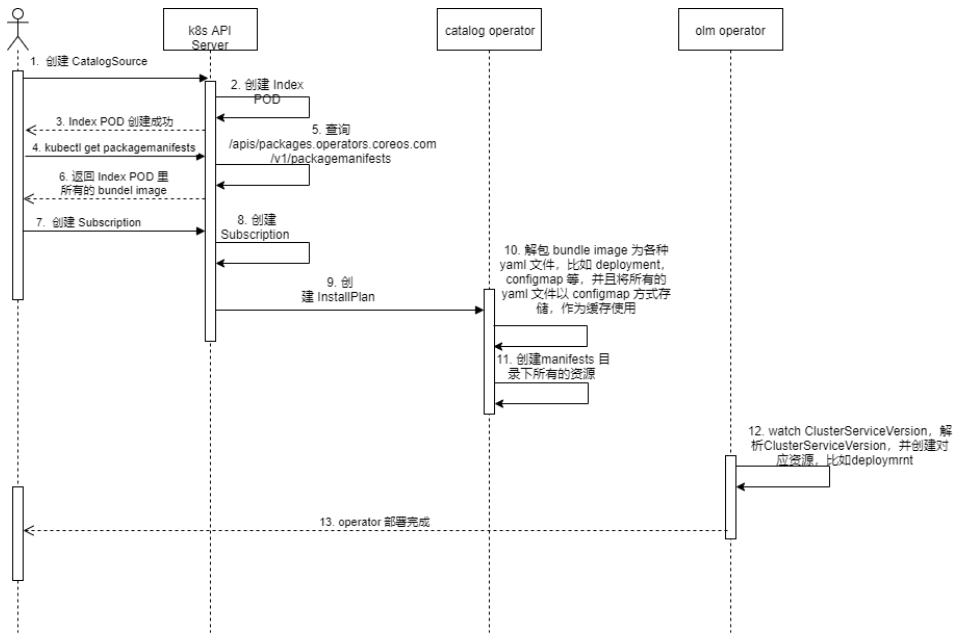 k8s API
Server
catalog operator
olm operator
1. 创建 CatalogSource
2. 创建 Index
POD
3. Index POD 创建成功
4. kubectl get packagemanifests
5. 查询
/apis/packages.operators.coreos.com
/v1/packagemanifests
6. 返回 Index POD 里
所有的 bundel image
7. 创建 Subscription
8. 创建
Subscription
9. 创
建 InstallPlan
10. 解包 bundle image 为各种
yaml 文件，比如 deployment，
configmap 等，并且将所有的
yaml 文件以 configmap 方式存
储，作为缓存使用
11. 创建manifests 目
录下所有的资源
12. watch ClusterServiceVersion，解
析ClusterServiceVersion，并创建对
应资源，比如deploymrnt
13. operator 部署完成